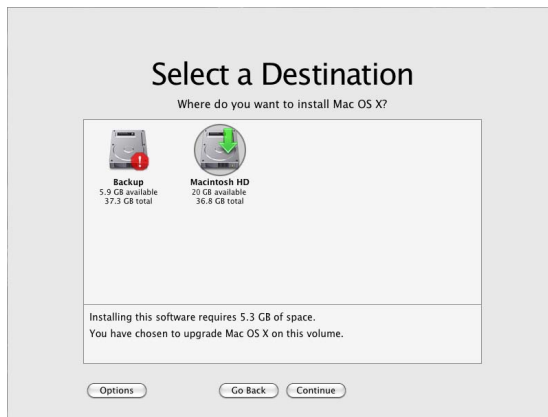 Select a Destination
Where do you want to install Mac OS X?
Backup
5.9 GB available
37.3 GB total
Macintosh HD
20 GB available
36.8 GB total
Installing this software requires 5.3 GB of space.
You have chosen to upgrade Mac OS X on this volume.
Options
Go Back
Continue